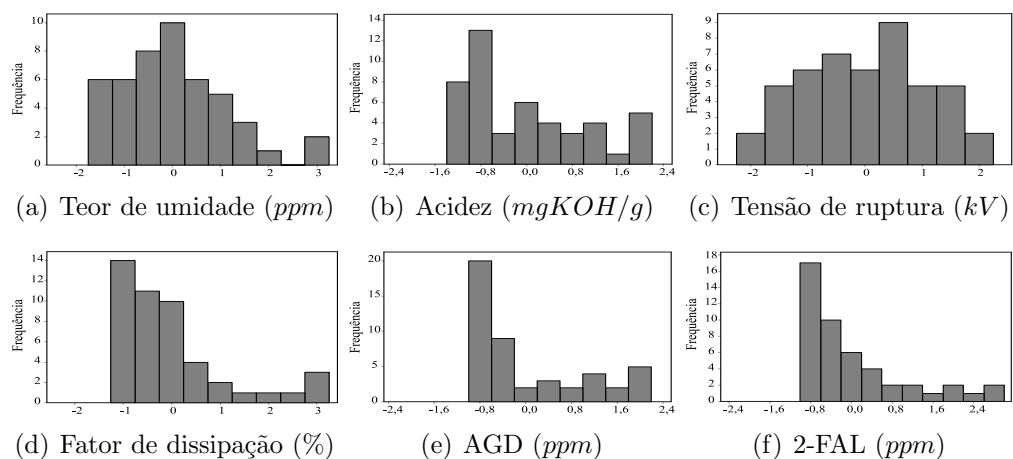 Frequência
10
8
6
4
2
0
-2 -1 0 1 2 3
(a) Teor de umidade (ppm)
Frequência
14
12
10
8
6
4
2
0
-2,4 -1,6 -0,8 0,0 0,8 1,6 2,4
(b) Acidez (mgKOH/g)
Frequência
9
8
7
6
5
4
3
2
1
0
-2 -1 0 1 2
(c) Tensão de ruptura (kV)
Frequência
14
12
10
8
6
4
2
0
-2 -1 0 1 2 3
(d) Fator de dissipação (%)
Frequência
20
15
10
5
0
-2,4 -1,6 -0,8 0,0 0,8 1,6 2,4
(e) AGD (ppm)
Frequência
18
16
14
12
10
8
6
4
2
0
-2,4 -1,6 -0,8 0,0 0,8 1,6 2,4
(f) 2-FAL (ppm)